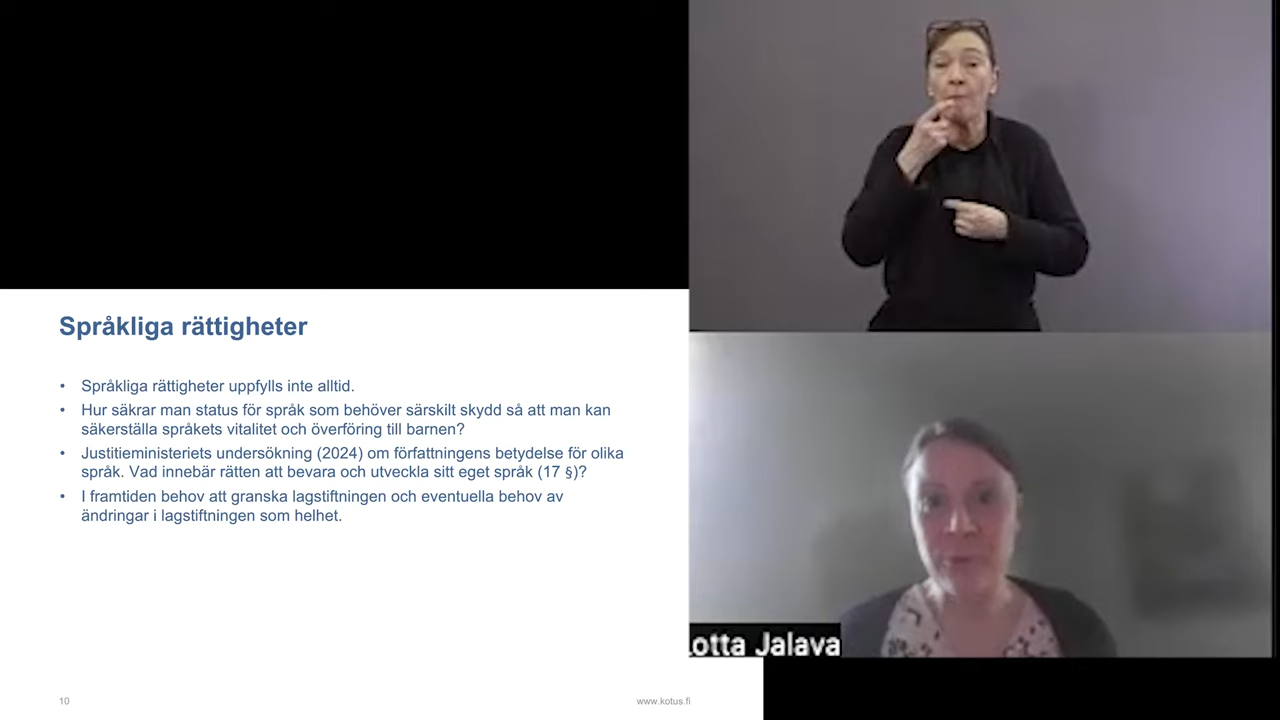 Språkliga rättigheter
• Språkliga rättigheter uppfylls inte alltid.
• Hur säkrar man status för språk som behöver särskilt skydd så att man kan
säkerställa språkets vitalitet och överföring till barnen?
• Justitieministeriets undersökning (2024) om författningens betydelse för olika
språk. Vad innebär rätten att bevara och utveckla sitt eget språk (17 §)?
• I framtiden behov att granska lagstiftningen och eventuella behov av
ändringar i lagstiftningen som helhet.
Lotta Jalava
10
www.kotus.fi